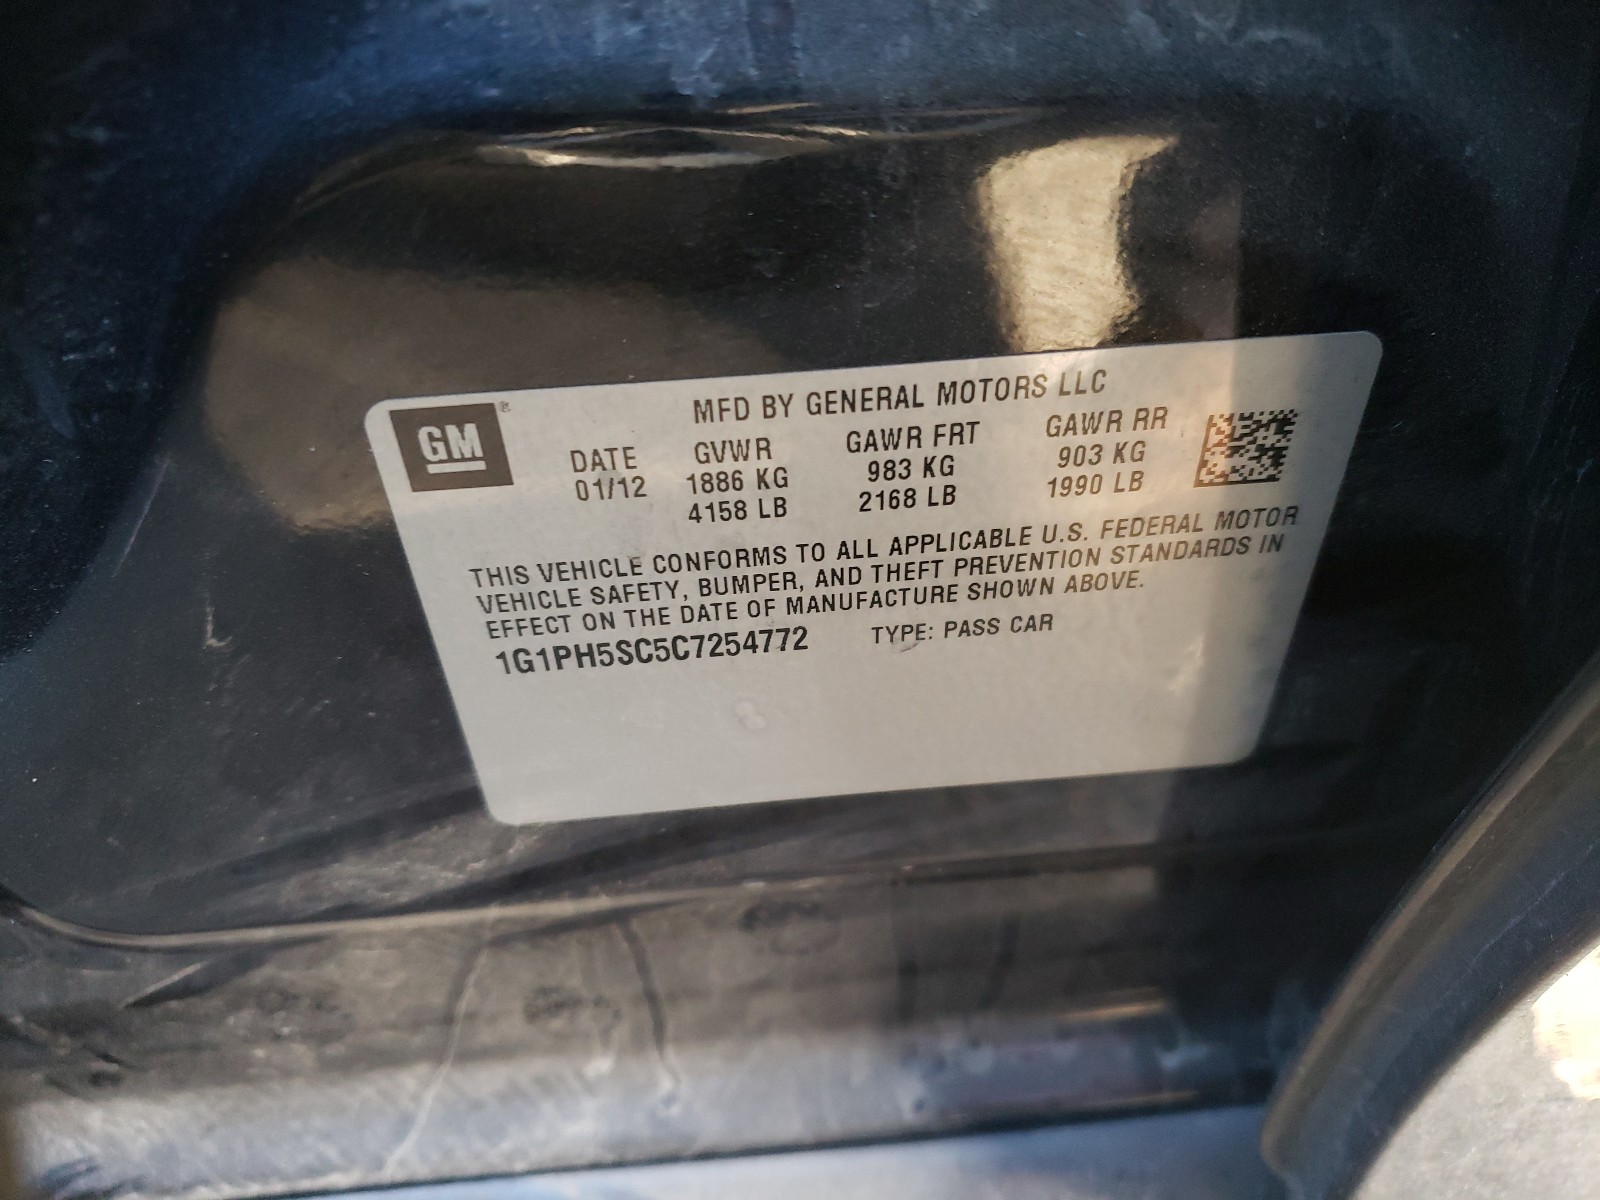 GM®
MFD BY GENERAL MOTORS LLC
DATE GVWR GAWR FRT GAWR RR
01/12 1886 KG 983 KG 903 KG
4158 LB 2168 LB 1990 LB
THIS VEHICLE CONFORMS TO ALL APPLICABLE U.S. FEDERAL MOTOR
VEHICLE SAFETY, BUMPER, AND THEFT PREVENTION STANDARDS IN
EFFECT ON THE DATE OF MANUFACTURE SHOWN ABOVE.
1G1PH5SC5C7254772 TYPE: PASS CAR